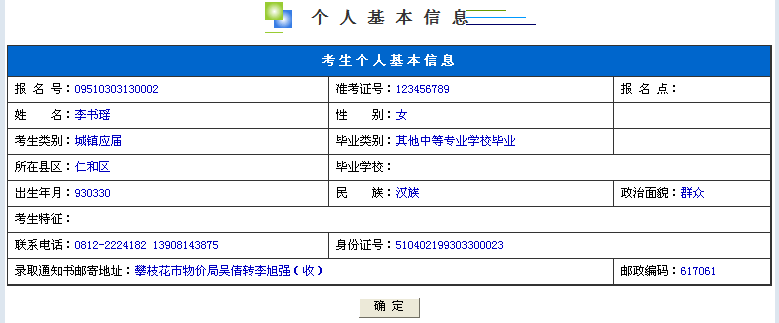 个人基本信息
考生个人基本信息
报 名 号：09510303130002 准考证号：123456789 报 名 点：
姓　　名：李书瑶 性　　别：女
考生类别：城镇应届 毕业类别：其他中等专业学校毕业
所在县区：仁和区 毕业学校：
出生年月：930330 民　　族：汉族 政治面貌：群众
考生特征：
联系电话：0812-2224182 13908143875 身份证号：510402199303300023
录取通知书邮寄地址：攀枝花市物价局吴倩转李旭强（收） 邮政编码：617061
确 定